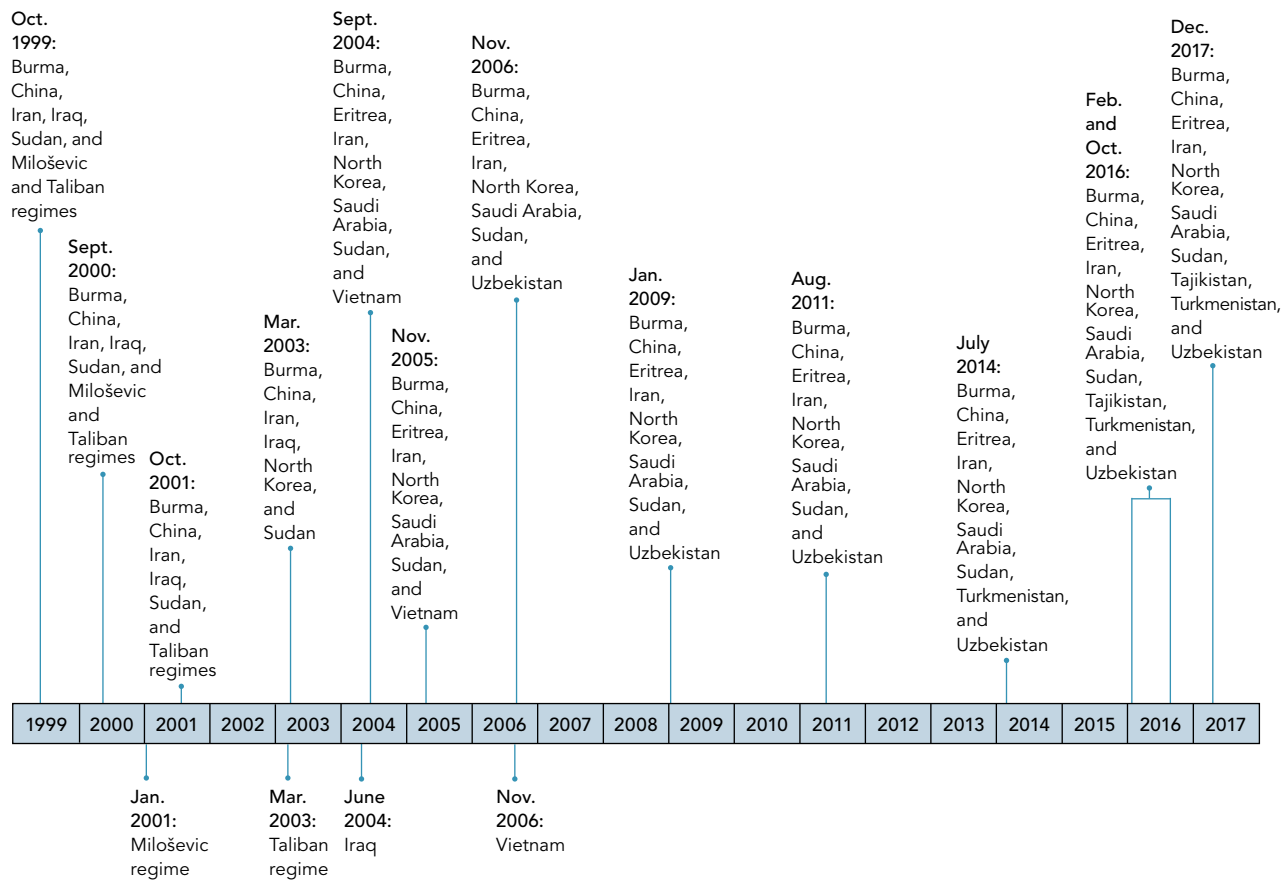 Oct.
1999:
Burma,
China,
Iran, Iraq,
Sudan, and
Miloševic
and Taliban
regimes
Sept.
2000:
Burma,
China,
Iran, Iraq,
Sudan, and
Miloševic
and
Taliban
regimes
Oct.
2001:
Burma,
China,
Iran,
Iraq,
Sudan,
and
Taliban
regimes
Mar.
2003:
Burma,
China,
Iran,
Iraq,
North
Korea,
and
Sudan
Sept.
2004:
Burma,
China,
Eritrea,
Iran,
North
Korea,
Saudi
Arabia,
Sudan,
and
Vietnam
Nov.
2005:
Burma,
China,
Eritrea,
Iran,
North
Korea,
Saudi
Arabia,
Sudan,
and
Vietnam
Nov.
2006:
Burma,
China,
Eritrea,
Iran,
North Korea,
Saudi Arabia,
Sudan,
and
Uzbekistan
Jan.
2009:
Burma,
China,
Eritrea,
Iran,
North
Korea,
Saudi
Arabia,
Sudan,
and
Uzbekistan
Aug.
2011:
Burma,
China,
Eritrea,
Iran,
North
Korea,
Saudi
Arabia,
Sudan,
and
Uzbekistan
July
2014:
Burma,
China,
Eritrea,
Iran,
North
Korea,
Saudi
Arabia,
Sudan,
Turkmenistan,
and
Uzbekistan
Feb.
and
Oct.
2016:
Burma,
China,
Eritrea,
Iran,
North
Korea,
Saudi
Arabia,
Sudan,
Tajikistan,
Turkmenistan,
and
Uzbekistan
Dec.
2017:
Burma,
China,
Eritrea,
Iran,
North
Korea,
Saudi
Arabia,
Sudan,
Tajikistan,
Turkmenistan,
and
Uzbekistan
1999 2000 2001 2002 2003 2004 2005 2006 2007 2008 2009 2010 2011 2012 2013 2014 2015 2016 2017
Jan.
2001:
Miloševic
regime
Mar.
2003:
Taliban
regime
June
2004:
Iraq
Nov.
2006:
Vietnam